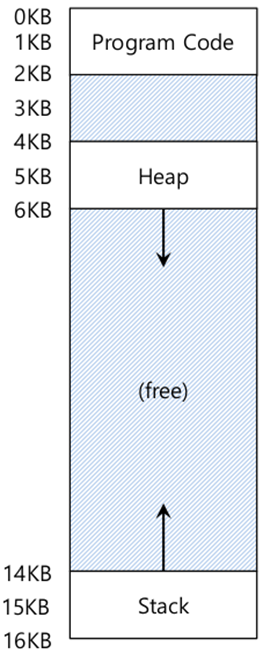 0KB
1KB Program Code
2KB
3KB
4KB
5KB Heap
6KB
(free)
14KB
15KB Stack
16KB